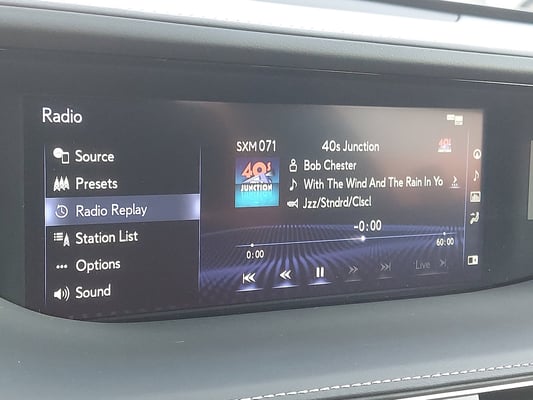 Radio
Source
Presets
Radio Replay
Station List
Options
Sound
SXM 071
40s Junction
40s
JUNCTION
40s
Bob Chester
With The Wind And The Rain In Yo
Jzz/Stndrd/Clscl
-0:00
0:00
60:00
Live